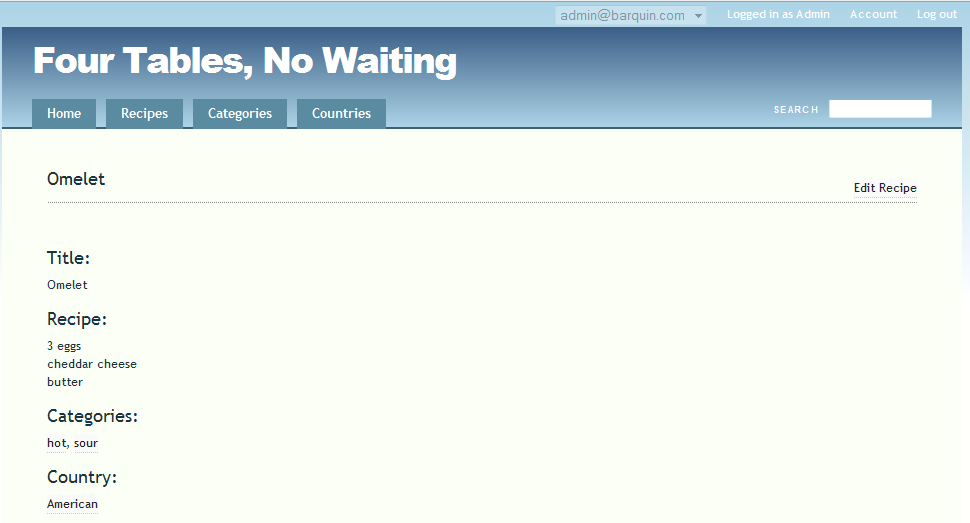 admin@barquin.com Logged in as Admin Account Log out
Four Tables, No Waiting
Home Recipes Categories Countries SEARCH
Omelet
Edit Recipe
Title:
Omelet
Recipe:
3 eggs
cheddar cheese
butter
Categories:
hot, sour
Country:
American